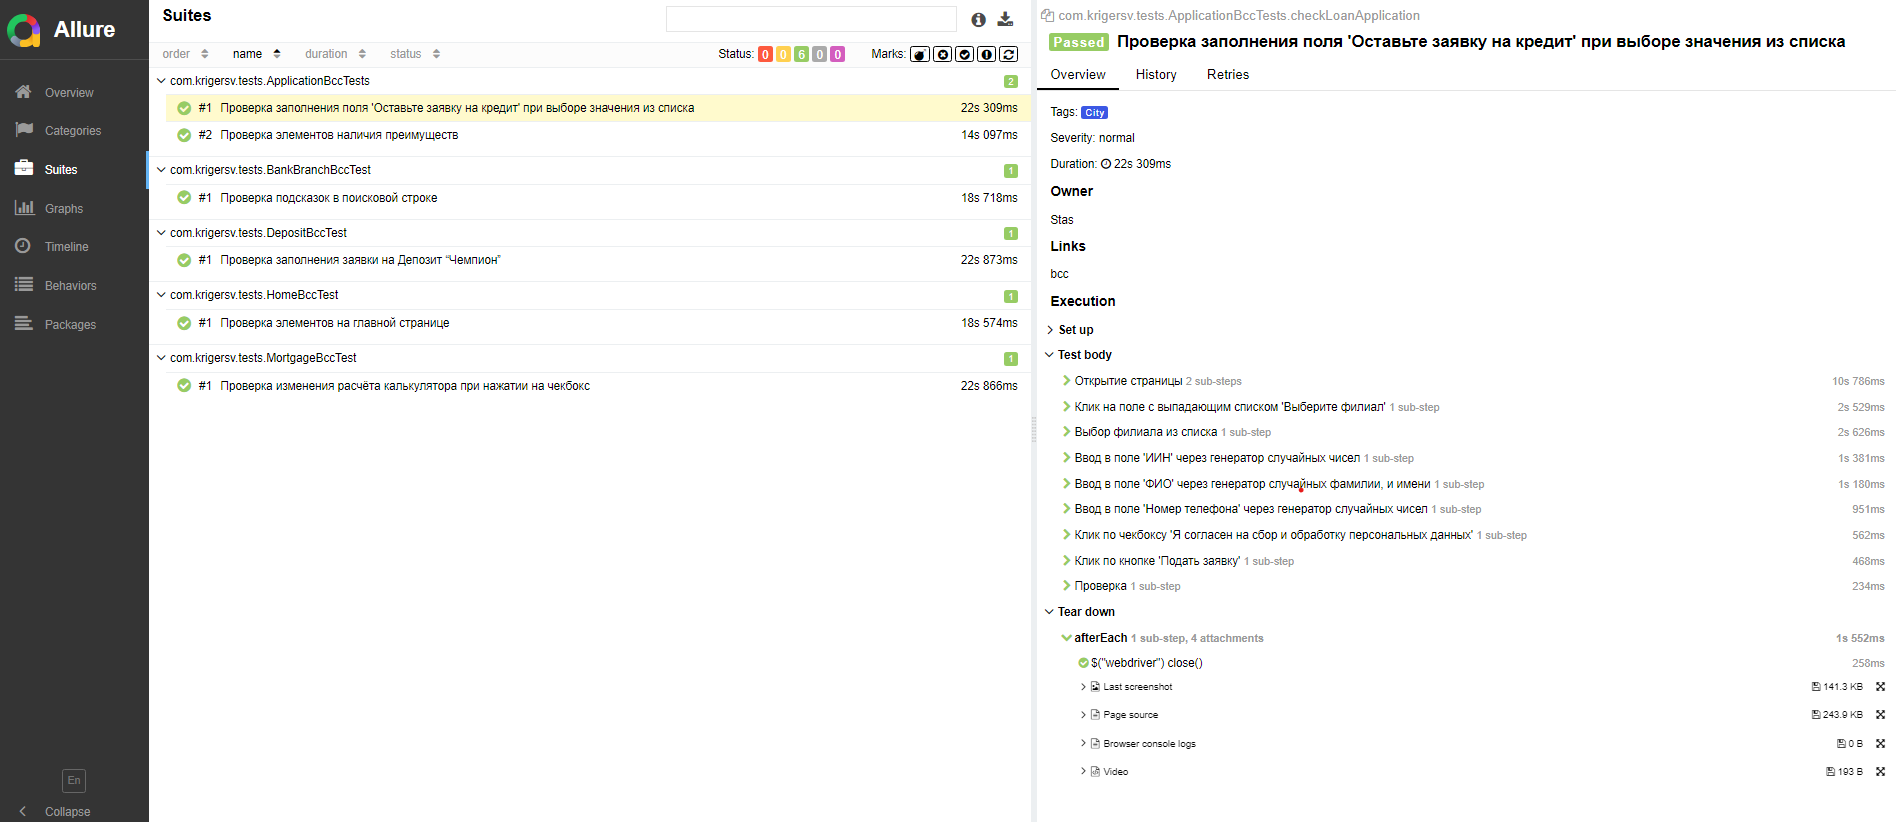 Allure
Overview
Categories
Suites
Graphs
Timeline
Behaviors
Packages
En
Collapse
Suites
order name duration status Status: 0 0 6 0 0 Marks:
com.krigersv.tests.ApplicationBccTests 2
#1 Проверка заполнения поля 'Оставьте заявку на кредит' при выборе значения из списка 22s 309ms
#2 Проверка элементов наличия преимуществ 14s 097ms
com.krigersv.tests.BankBranchBccTest 1
#1 Проверка подсказок в поисковой строке 18s 718ms
com.krigersv.tests.DepositBccTest 1
#1 Проверка заполнения заявки на Депозит “Чемпион” 22s 873ms
com.krigersv.tests.HomeBccTest 1
#1 Проверка элементов на главной странице 18s 574ms
com.krigersv.tests.MortgageBccTest 1
#1 Проверка изменения расчёта калькулятора при нажатии на чекбокс 22s 866ms
com.krigersv.tests.ApplicationBccTests.checkLoanApplication
Passed Проверка заполнения поля 'Оставьте заявку на кредит' при выборе значения из списка
Overview History Retries
Tags: City
Severity: normal
Duration: 22s 309ms
Owner
Stas
Links
bcc
Execution
Set up
Test body
Открытие страницы 2 sub-steps 10s 786ms
Клик на поле с выпадающим списком 'Выберите филиал' 1 sub-step 2s 529ms
Выбор филиала из списка 1 sub-step 2s 626ms
Ввод в поле 'ИИН' через генератор случайных чисел 1 sub-step 1s 381ms
Ввод в поле 'ФИО' через генератор случайных фамилии, и имени 1 sub-step 1s 180ms
Ввод в поле 'Номер телефона' через генератор случайных чисел 1 sub-step 951ms
Клик по чекбоксу 'Я согласен на сбор и обработку персональных данных' 1 sub-step 562ms
Клик по кнопке 'Подать заявку' 1 sub-step 468ms
Проверка 1 sub-step 234ms
Tear down
afterEach 1 sub-step, 4 attachments 1s 552ms
$("webdriver") close() 258ms
Last screenshot 141.3 KB
Page source 243.9 KB
Browser console logs 0 B
Video 193 B